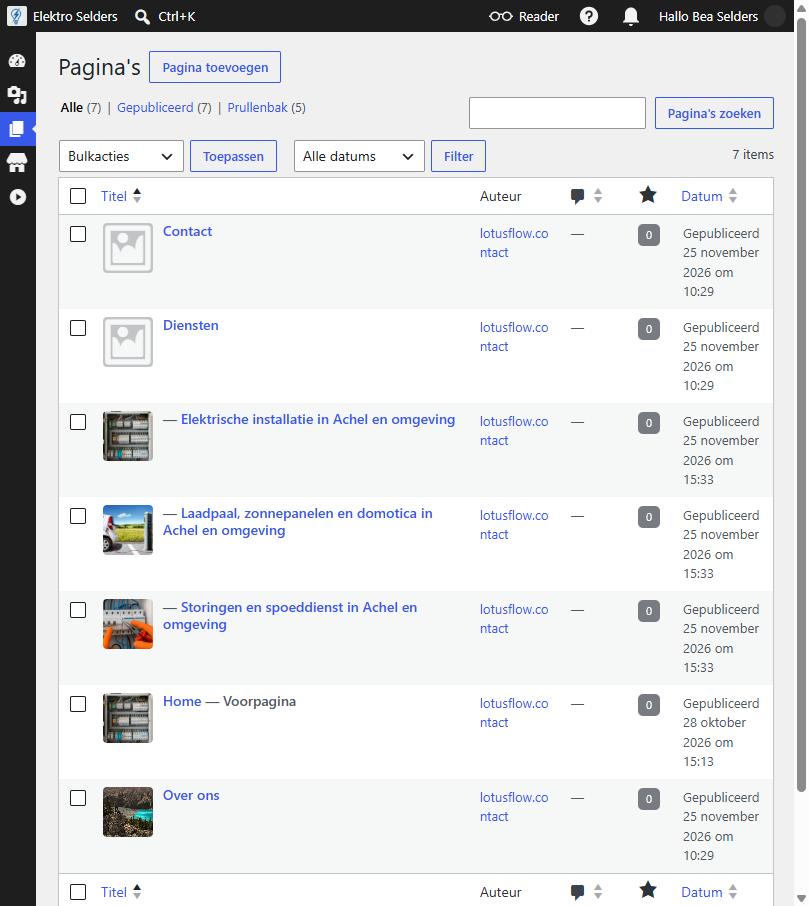 Elektro Selders Ctrl+K Reader Hallo Bea Selders
Pagina's Pagina toevoegen
Alle (7) | Gepubliceerd (7) | Prullenbak (5)
Pagina's zoeken
Bulkacties Toepassen Alle datums Filter 7 items
Titel Auteur Datum
Contact lotusflow.co
ntact — 0 Gepubliceerd
25 november
2026 om
10:29
Diensten lotusflow.co
ntact — 0 Gepubliceerd
25 november
2026 om
10:29
— Elektrische installatie in Achel en omgeving lotusflow.co
ntact — 0 Gepubliceerd
25 november
2026 om
15:33
— Laadpaal, zonnepanelen en domotica in
Achel en omgeving lotusflow.co
ntact — 0 Gepubliceerd
25 november
2026 om
15:33
— Storingen en spoeddienst in Achel en
omgeving lotusflow.co
ntact — 0 Gepubliceerd
25 november
2026 om
15:33
Home — Voorpagina lotusflow.co
ntact — 0 Gepubliceerd
28 oktober
2026 om
15:13
Over ons lotusflow.co
ntact — 0 Gepubliceerd
25 november
2026 om
10:29
Titel Auteur Datum